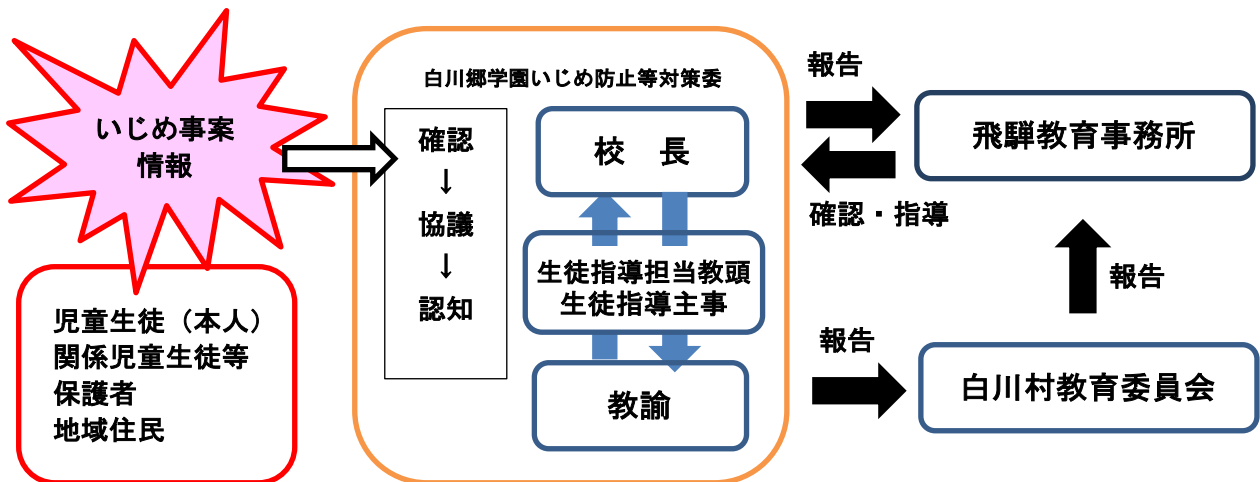 いじめ事案
情報
児童生徒（本人）
関係児童生徒等
保護者
地域住民
白川郷学園いじめ防止等対策委
確認
↓
協議
↓
認知
校　長
生徒指導担当教頭
生徒指導主事
教諭
報告
確認・指導
飛騨教育事務所
報告
報告
白川村教育委員会